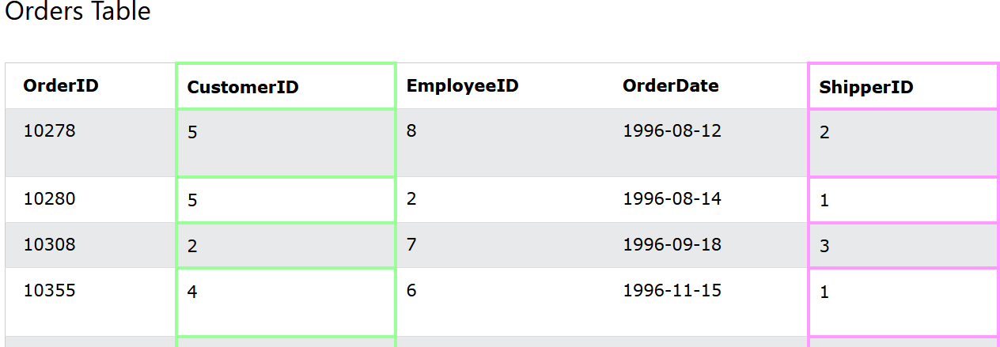 Orders Table
OrderID CustomerID EmployeeID OrderDate ShipperID
10278 5 8 1996-08-12 2
10280 5 2 1996-08-14 1
10308 2 7 1996-09-18 3
10355 4 6 1996-11-15 1